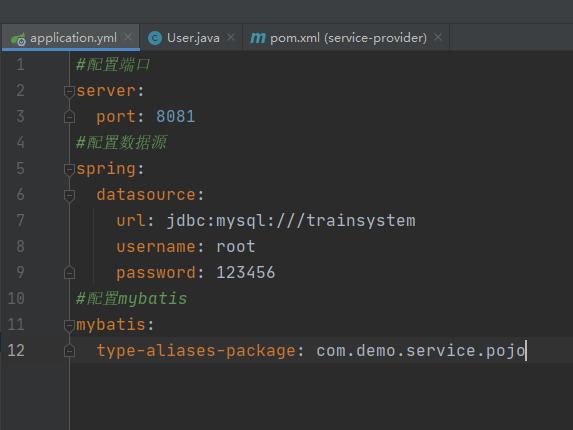 application.yml User.java pom.xml (service-provider)
1 #配置端口
2 server:
3 port: 8081
4 #配置数据源
5 spring:
6 datasource:
7 url: jdbc:mysql:///trainsystem
8 username: root
9 password: 123456
10 #配置mybatis
11 mybatis:
12 type-aliases-package: com.demo.service.pojo